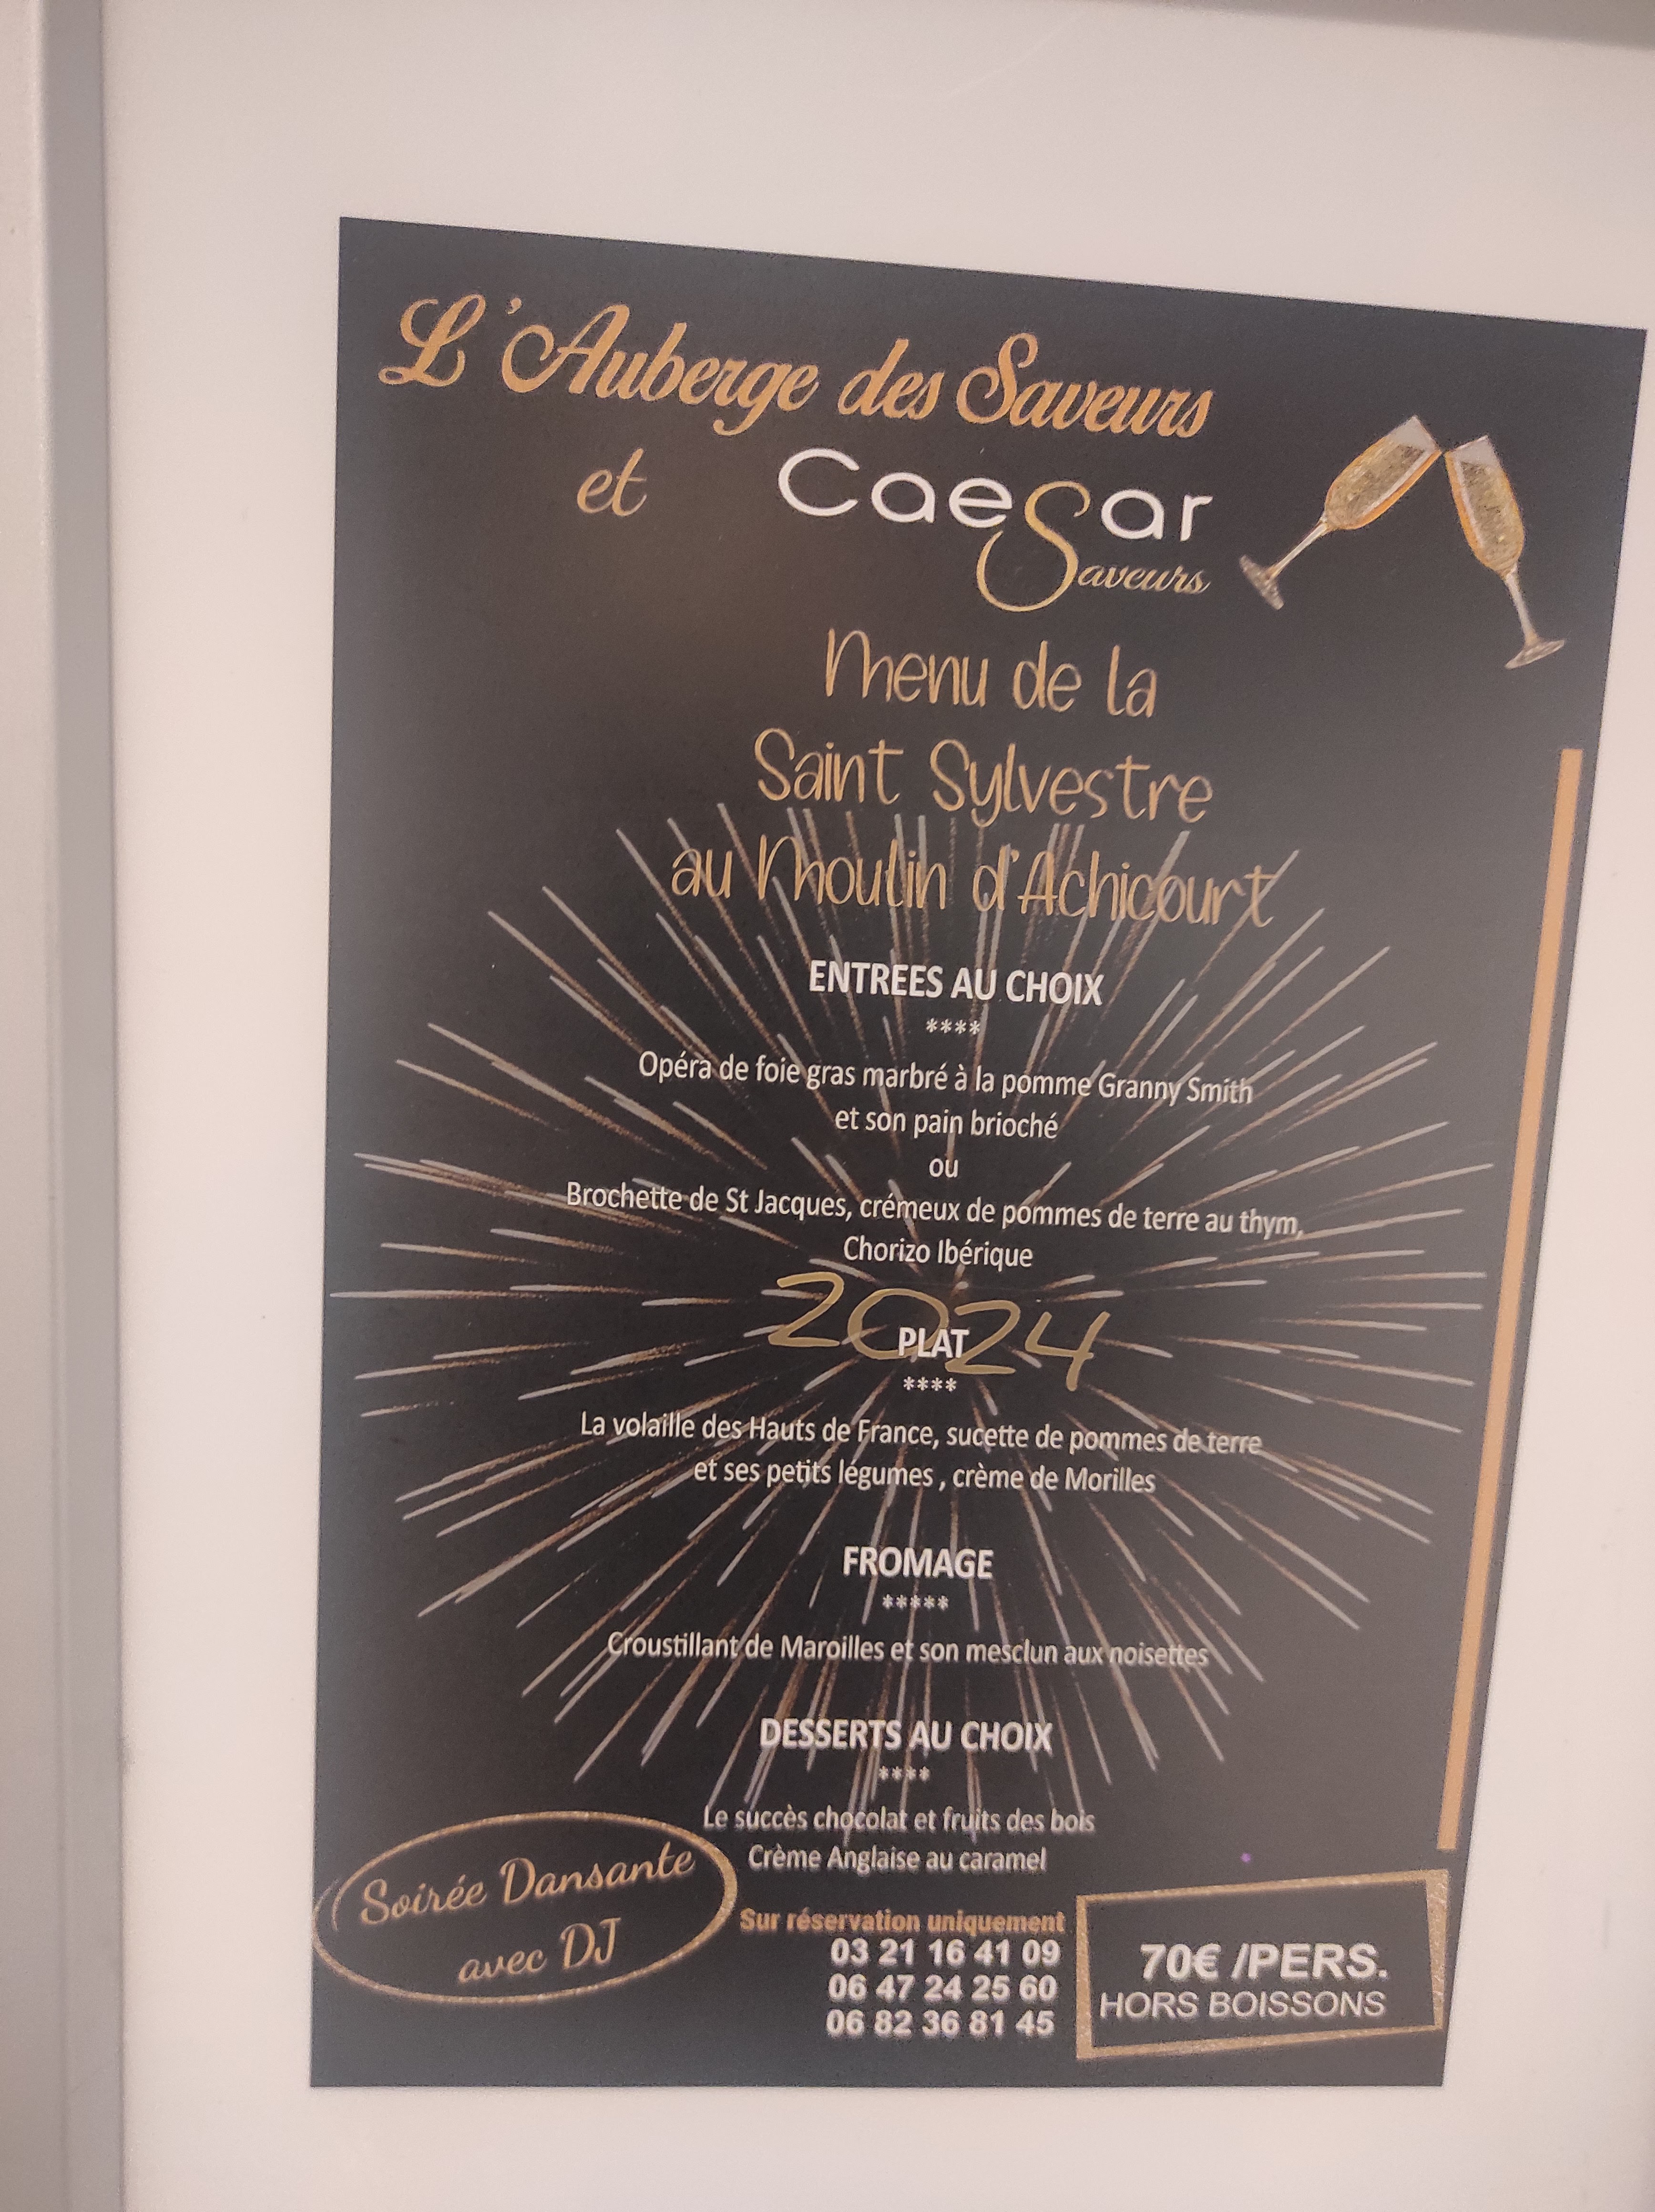 L'Auberge des Saveurs
et Caesar
Saveurs
Menu de la
Saint Sylvestre
au Moulin d'Achicourt
ENTREES AU CHOIX
****
Opéra de foie gras marbré à la pomme Granny Smith
et son pain brioché
ou
Brochette de St Jacques, crémeux de pommes de terre au thym,
Chorizo Ibérique
2024
PLAT
****
La volaille des Hauts de France, sucette de pommes de terre
et ses petits légumes , crème de Morilles
FROMAGE
*****
Croustillant de Maroilles et son mesclun aux noisettes
DESSERTS AU CHOIX
****
Le succès chocolat et fruits des bois
Crème Anglaise au caramel
Soirée Dansante
avec DJ
Sur réservation uniquement
03 21 16 41 09
06 47 24 25 60
06 82 36 81 45
70€ /PERS.
HORS BOISSONS